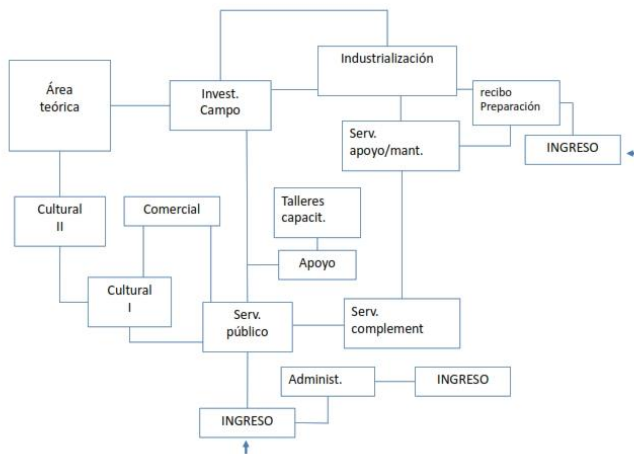 Industrialización
Área
teórica
Invest.
Campo
recibo
Preparación
Serv.
apoyo/mant.
INGRESO
Cultural
II
Comercial
Talleres
capacit.
Apoyo
Cultural
I
Serv.
público
Serv.
complement
Administ.
INGRESO
INGRESO